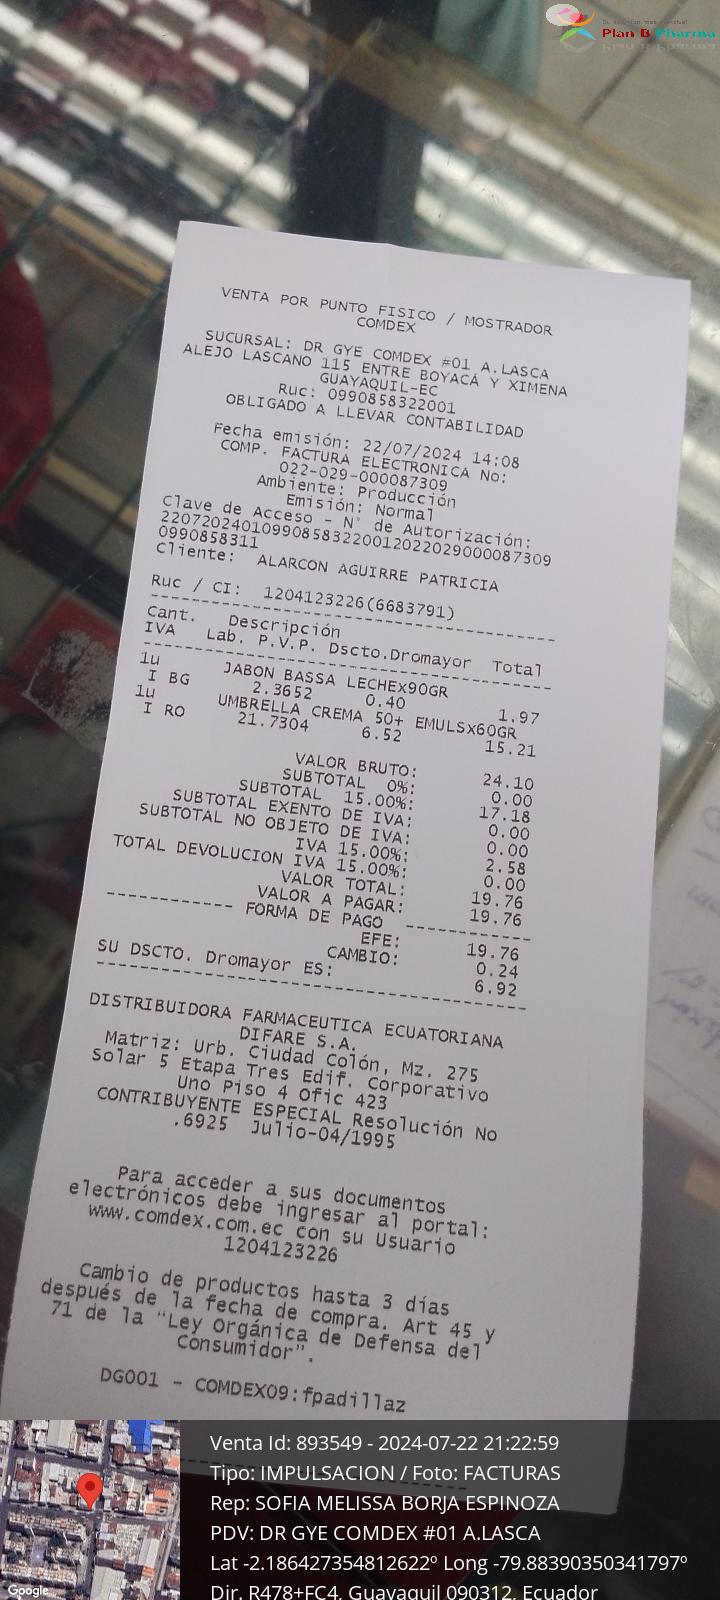 Plan B Pharma
VENTA POR PUNTO FISICO / MOSTRADOR
COMDEX
SUCURSAL: DR GYE COMDEX #01 A.LASCA
ALEJO LASCANO 115 ENTRE BOYACÁ Y XIMENA
GUAYAQUIL-EC
Ruc: 0990858322001
OBLIGADO A LLEVAR CONTABILIDAD
Fecha emisión: 22/07/2024 14:08
COMP. FACTURA ELECTRONICA No:
022-029-000087309
Ambiente: Producción
Emisión: Normal
Clave de Acceso - N° de Autorización:
220720240109908583220012022029000087309
0990858311
Cliente: ALARCON AGUIRRE PATRICIA
Ruc / CI: 1204123226(6683791)
Cant. Descripción
IVA Lab. P.V.P. Dscto.Dromayor Total
1u JABON BASSA LECHEx90GR
I BG 2.3652 0.40 1.97
1u UMBRELLA CREMA 50+ EMULSx60GR
I RO 21.7304 6.52 15.21
VALOR BRUTO: 24.10
SUBTOTAL 0%: 0.00
SUBTOTAL 15.00%: 17.18
SUBTOTAL EXENTO DE IVA: 0.00
SUBTOTAL NO OBJETO DE IVA: 0.00
IVA 15.00%: 2.58
TOTAL DEVOLUCION IVA 15.00%: 0.00
VALOR TOTAL: 19.76
VALOR A PAGAR: 19.76
------------ FORMA DE PAGO ------------
EFE: 19.76
CAMBIO: 0.24
SU DSCTO. Dromayor ES: 6.92
DISTRIBUIDORA FARMACEUTICA ECUATORIANA
DIFARE S.A.
Matriz: Urb. Ciudad Colón, Mz. 275
Solar 5 Etapa Tres Edif. Corporativo
Uno Piso 4 Ofic 423
CONTRIBUYENTE ESPECIAL Resolución No
.6925 Julio-04/1995
Para acceder a sus documentos
electrónicos debe ingresar al portal:
www.comdex.com.ec con su Usuario
1204123226
Cambio de productos hasta 3 días
después de la fecha de compra. Art 45 y
71 de la "Ley Orgánica de Defensa del
Consumidor".
DG001 - COMDEX09:fpadillaz
Venta Id: 893549 - 2024-07-22 21:22:59
Tipo: IMPULSACION / Foto: FACTURAS
Rep: SOFIA MELISSA BORJA ESPINOZA
PDV: DR GYE COMDEX #01 A.LASCA
Lat -2.186427354812622º Long -79.88390350341797º
Dir. R478+FC4, Guayaquil 090312, Ecuador
Google